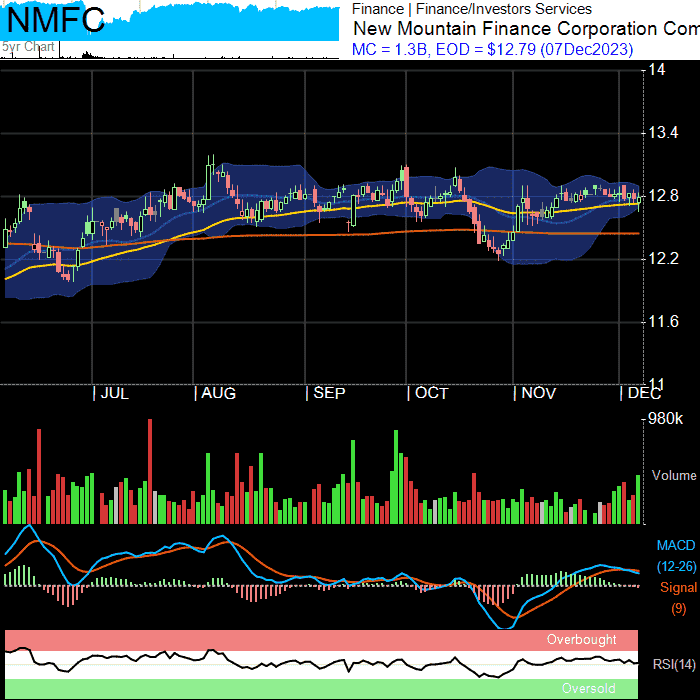 NMFC
5yr Chart
Finance | Finance/Investors Services
New Mountain Finance Corporation Com
MC = 1.3B, EOD = $12.79 (07Dec2023)
14
13.4
12.8
12.2
11.6
11
| JUL | AUG | SEP | OCT | NOV | DEC
980k
Volume
MACD
(12-26)
Signal
(9)
Overbought
RSI(14)
Oversold